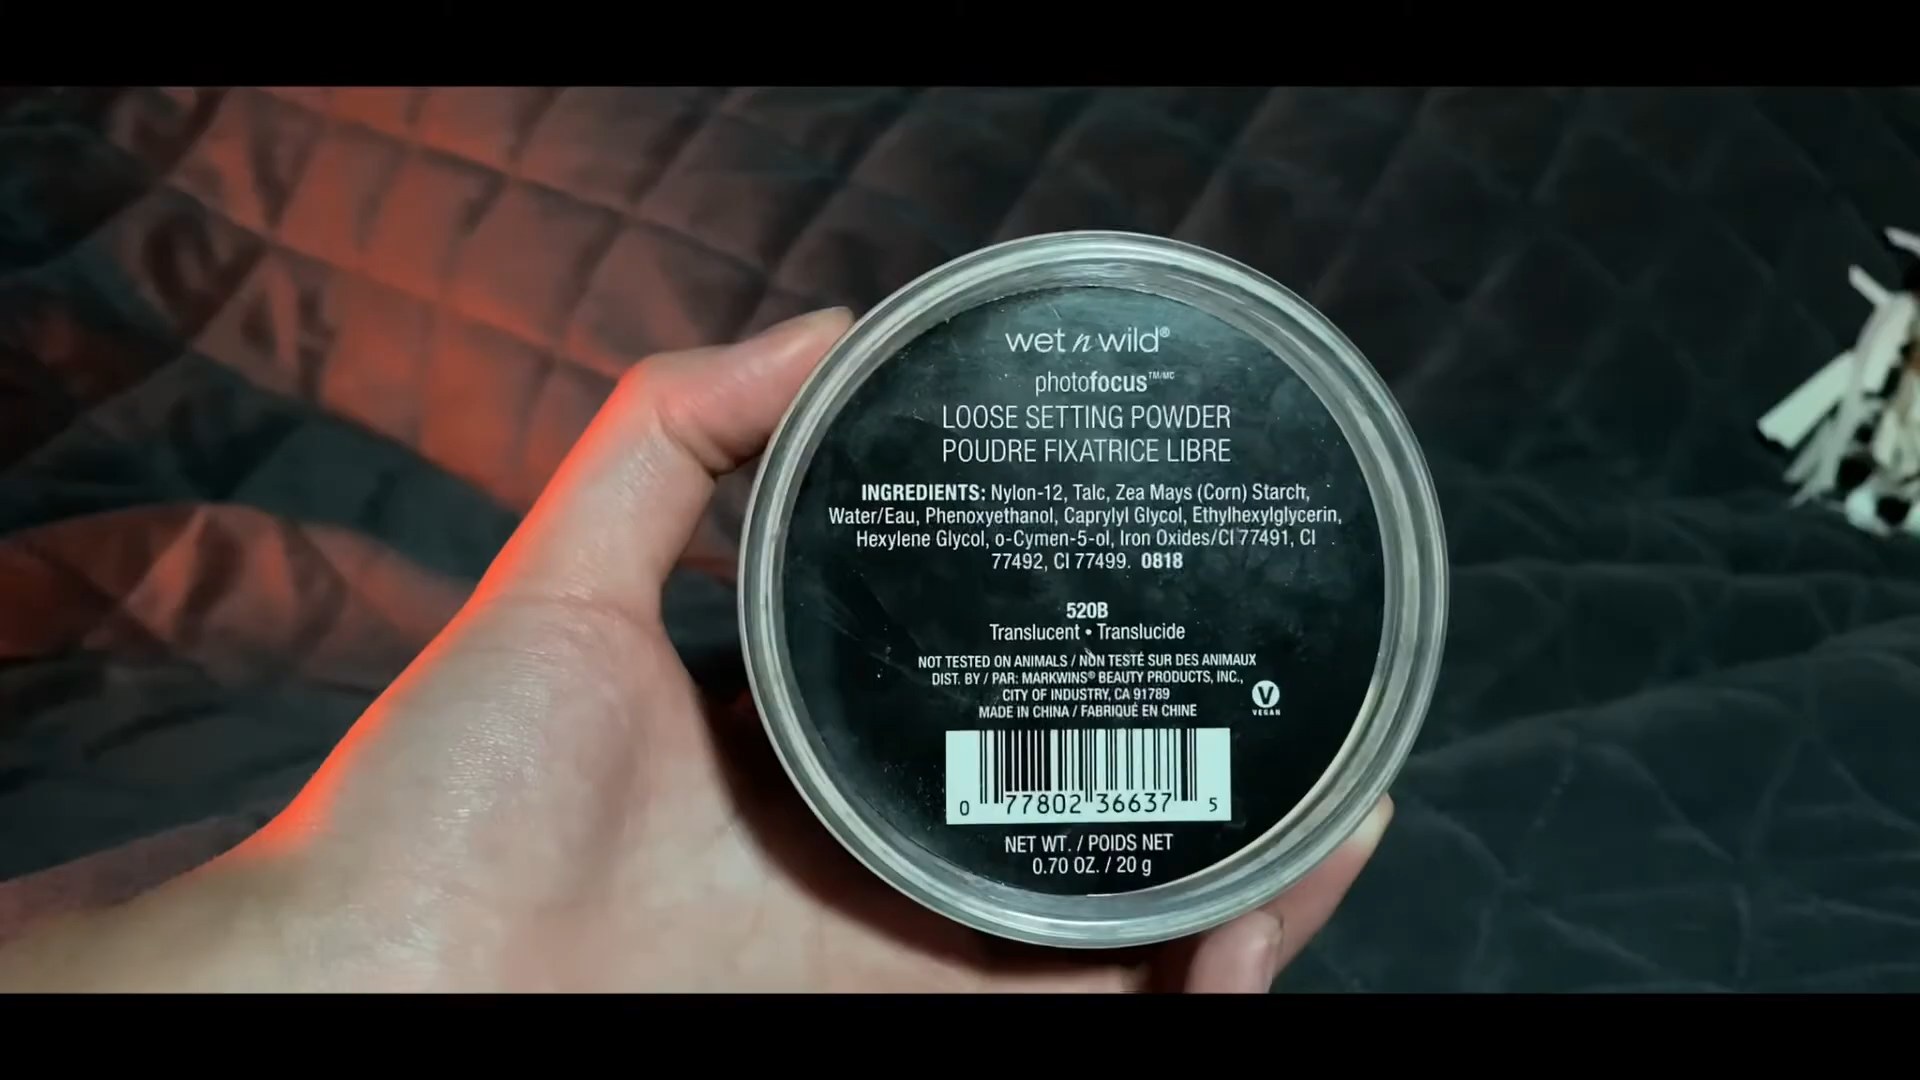 wet n wild®
photofocus™/MC
LOOSE SETTING POWDER
POUDRE FIXATRICE LIBRE
INGREDIENTS: Nylon-12, Talc, Zea Mays (Corn) Starch,
Water/Eau, Phenoxyethanol, Caprylyl Glycol, Ethylhexylglycerin,
Hexylene Glycol, o-Cymen-5-ol, Iron Oxides/CI 77491, CI
77492, CI 77499. 0818
520B
Translucent • Translucide
NOT TESTED ON ANIMALS / NON TESTÉ SUR DES ANIMAUX
DIST. BY / PAR: MARKWINS® BEAUTY PRODUCTS, INC.,
CITY OF INDUSTRY, CA 91789
MADE IN CHINA / FABRIQUÉ EN CHINE
V
VEGAN
0 77802 36637 5
NET WT. / POIDS NET
0.70 OZ. / 20 g